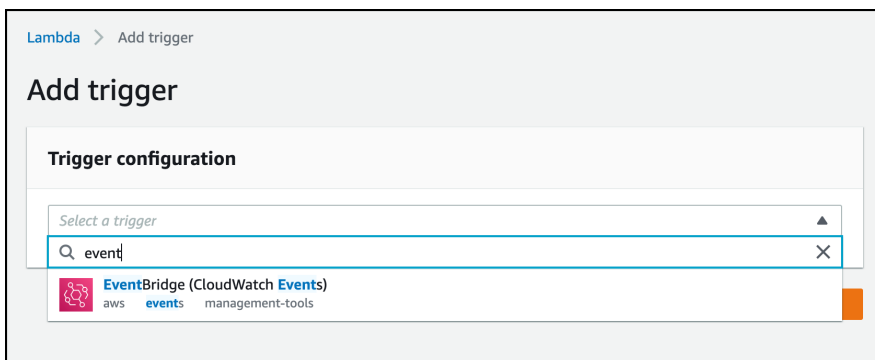 Lambda > Add trigger
Add trigger
Trigger configuration
Select a trigger
event
EventBridge (CloudWatch Events)
aws events management-tools